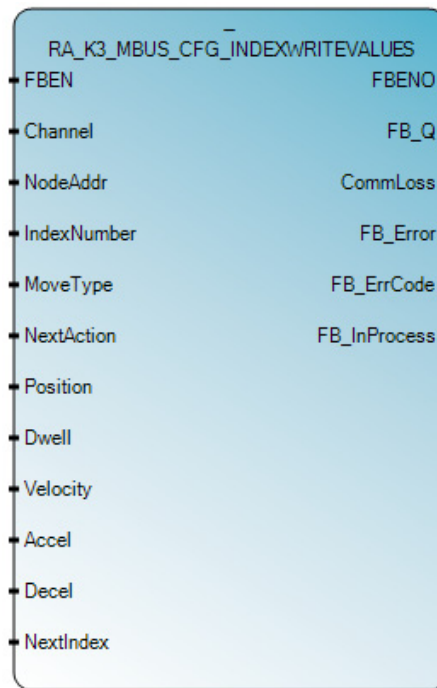 _
RA_K3_MBUS_CFG_INDEXWRITEVALUES
FBEN FBENO
Channel FB_Q
NodeAddr CommLoss
IndexNumber FB_Error
MoveType FB_ErrCode
NextAction FB_InProcess
Position
Dwell
Velocity
Accel
Decel
NextIndex